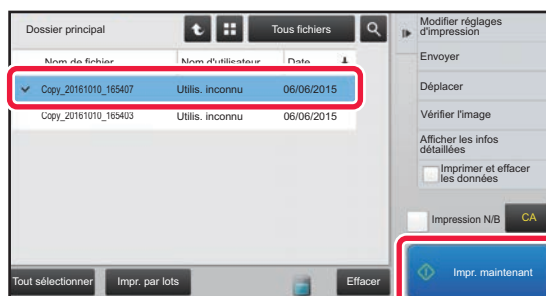 Dossier principal
Tous fichiers
Nom de fichier
Nom d'utilisateur
Date
Copy_20161010_165407
Utilis. inconnu
06/06/2015
Copy_20161010_165403
Utilis. inconnu
06/06/2015
Tout sélectionner
Impr. par lots
Effacer
Modifier réglages
d'impression
Envoyer
Déplacer
Vérifier l'image
Afficher les infos
détaillées
Imprimer et effacer
les données
Impression N/B
CA
Impr. maintenant